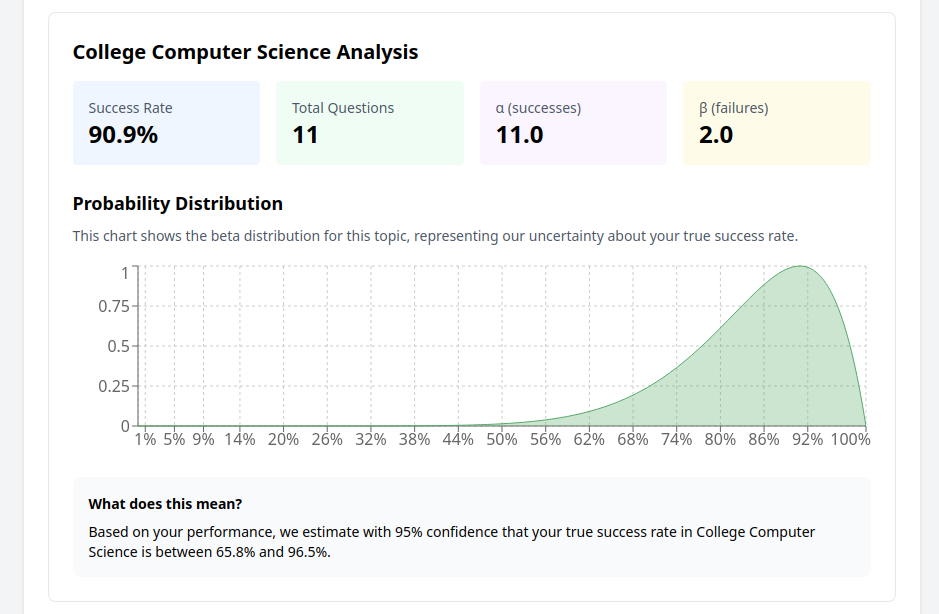 College Computer Science Analysis
Success Rate
90.9%
Total Questions
11
α (successes)
11.0
β (failures)
2.0
Probability Distribution
This chart shows the beta distribution for this topic, representing our uncertainty about your true success rate.
1
0.75
0.5
0.25
0
1% 5% 9% 14% 20% 26% 32% 38% 44% 50% 56% 62% 68% 74% 80% 86% 92% 100%
What does this mean?
Based on your performance, we estimate with 95% confidence that your true success rate in College Computer
Science is between 65.8% and 96.5%.